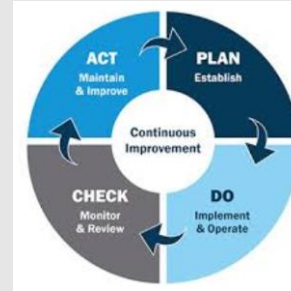 ACT
Maintain
& Improve
PLAN
Establish
Continuous
Improvement
CHECK
Monitor
& Review
DO
Implement
& Operate